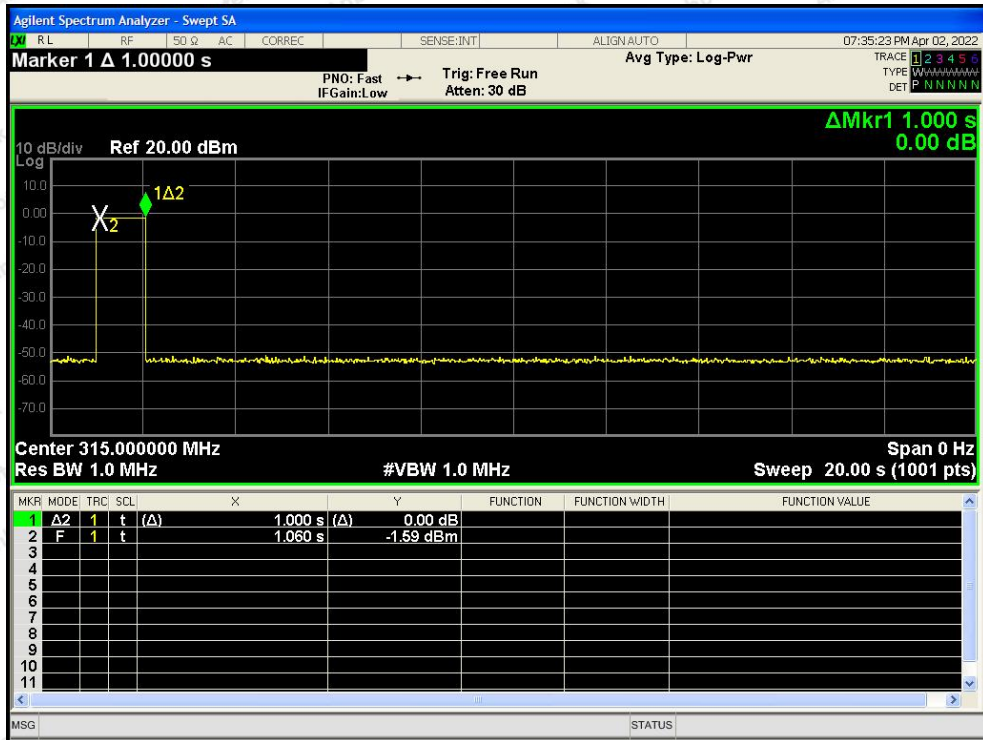 Agilent Spectrum Analyzer - Swept SA
LXI RL RF 50 Ω AC CORREC SENSE:INT ALIGN AUTO 07:35:23 PM Apr 02, 2022
Marker 1 Δ 1.00000 s
PNO: Fast
IFGain:Low
Trig: Free Run
Atten: 30 dB
Avg Type: Log-Pwr
TRACE 1 2 3 4 5 6
TYPE W
DET P N N N N N
ΔMkr1 1.000 s
0.00 dB
10 dB/div Ref 20.00 dBm
Log
10.0
0.00
-10.0
-20.0
-30.0
-40.0
-50.0
-60.0
-70.0
1Δ2
X2
Center 315.000000 MHz Span 0 Hz
Res BW 1.0 MHz #VBW 1.0 MHz Sweep 20.00 s (1001 pts)
MKR MODE TRC SCL X Y FUNCTION FUNCTION WIDTH FUNCTION VALUE
1 Δ2 1 t (Δ) 1.000 s (Δ) 0.00 dB
2 F 1 t 1.060 s -1.59 dBm
3
4
5
6
7
8
9
10
11
MSG STATUS